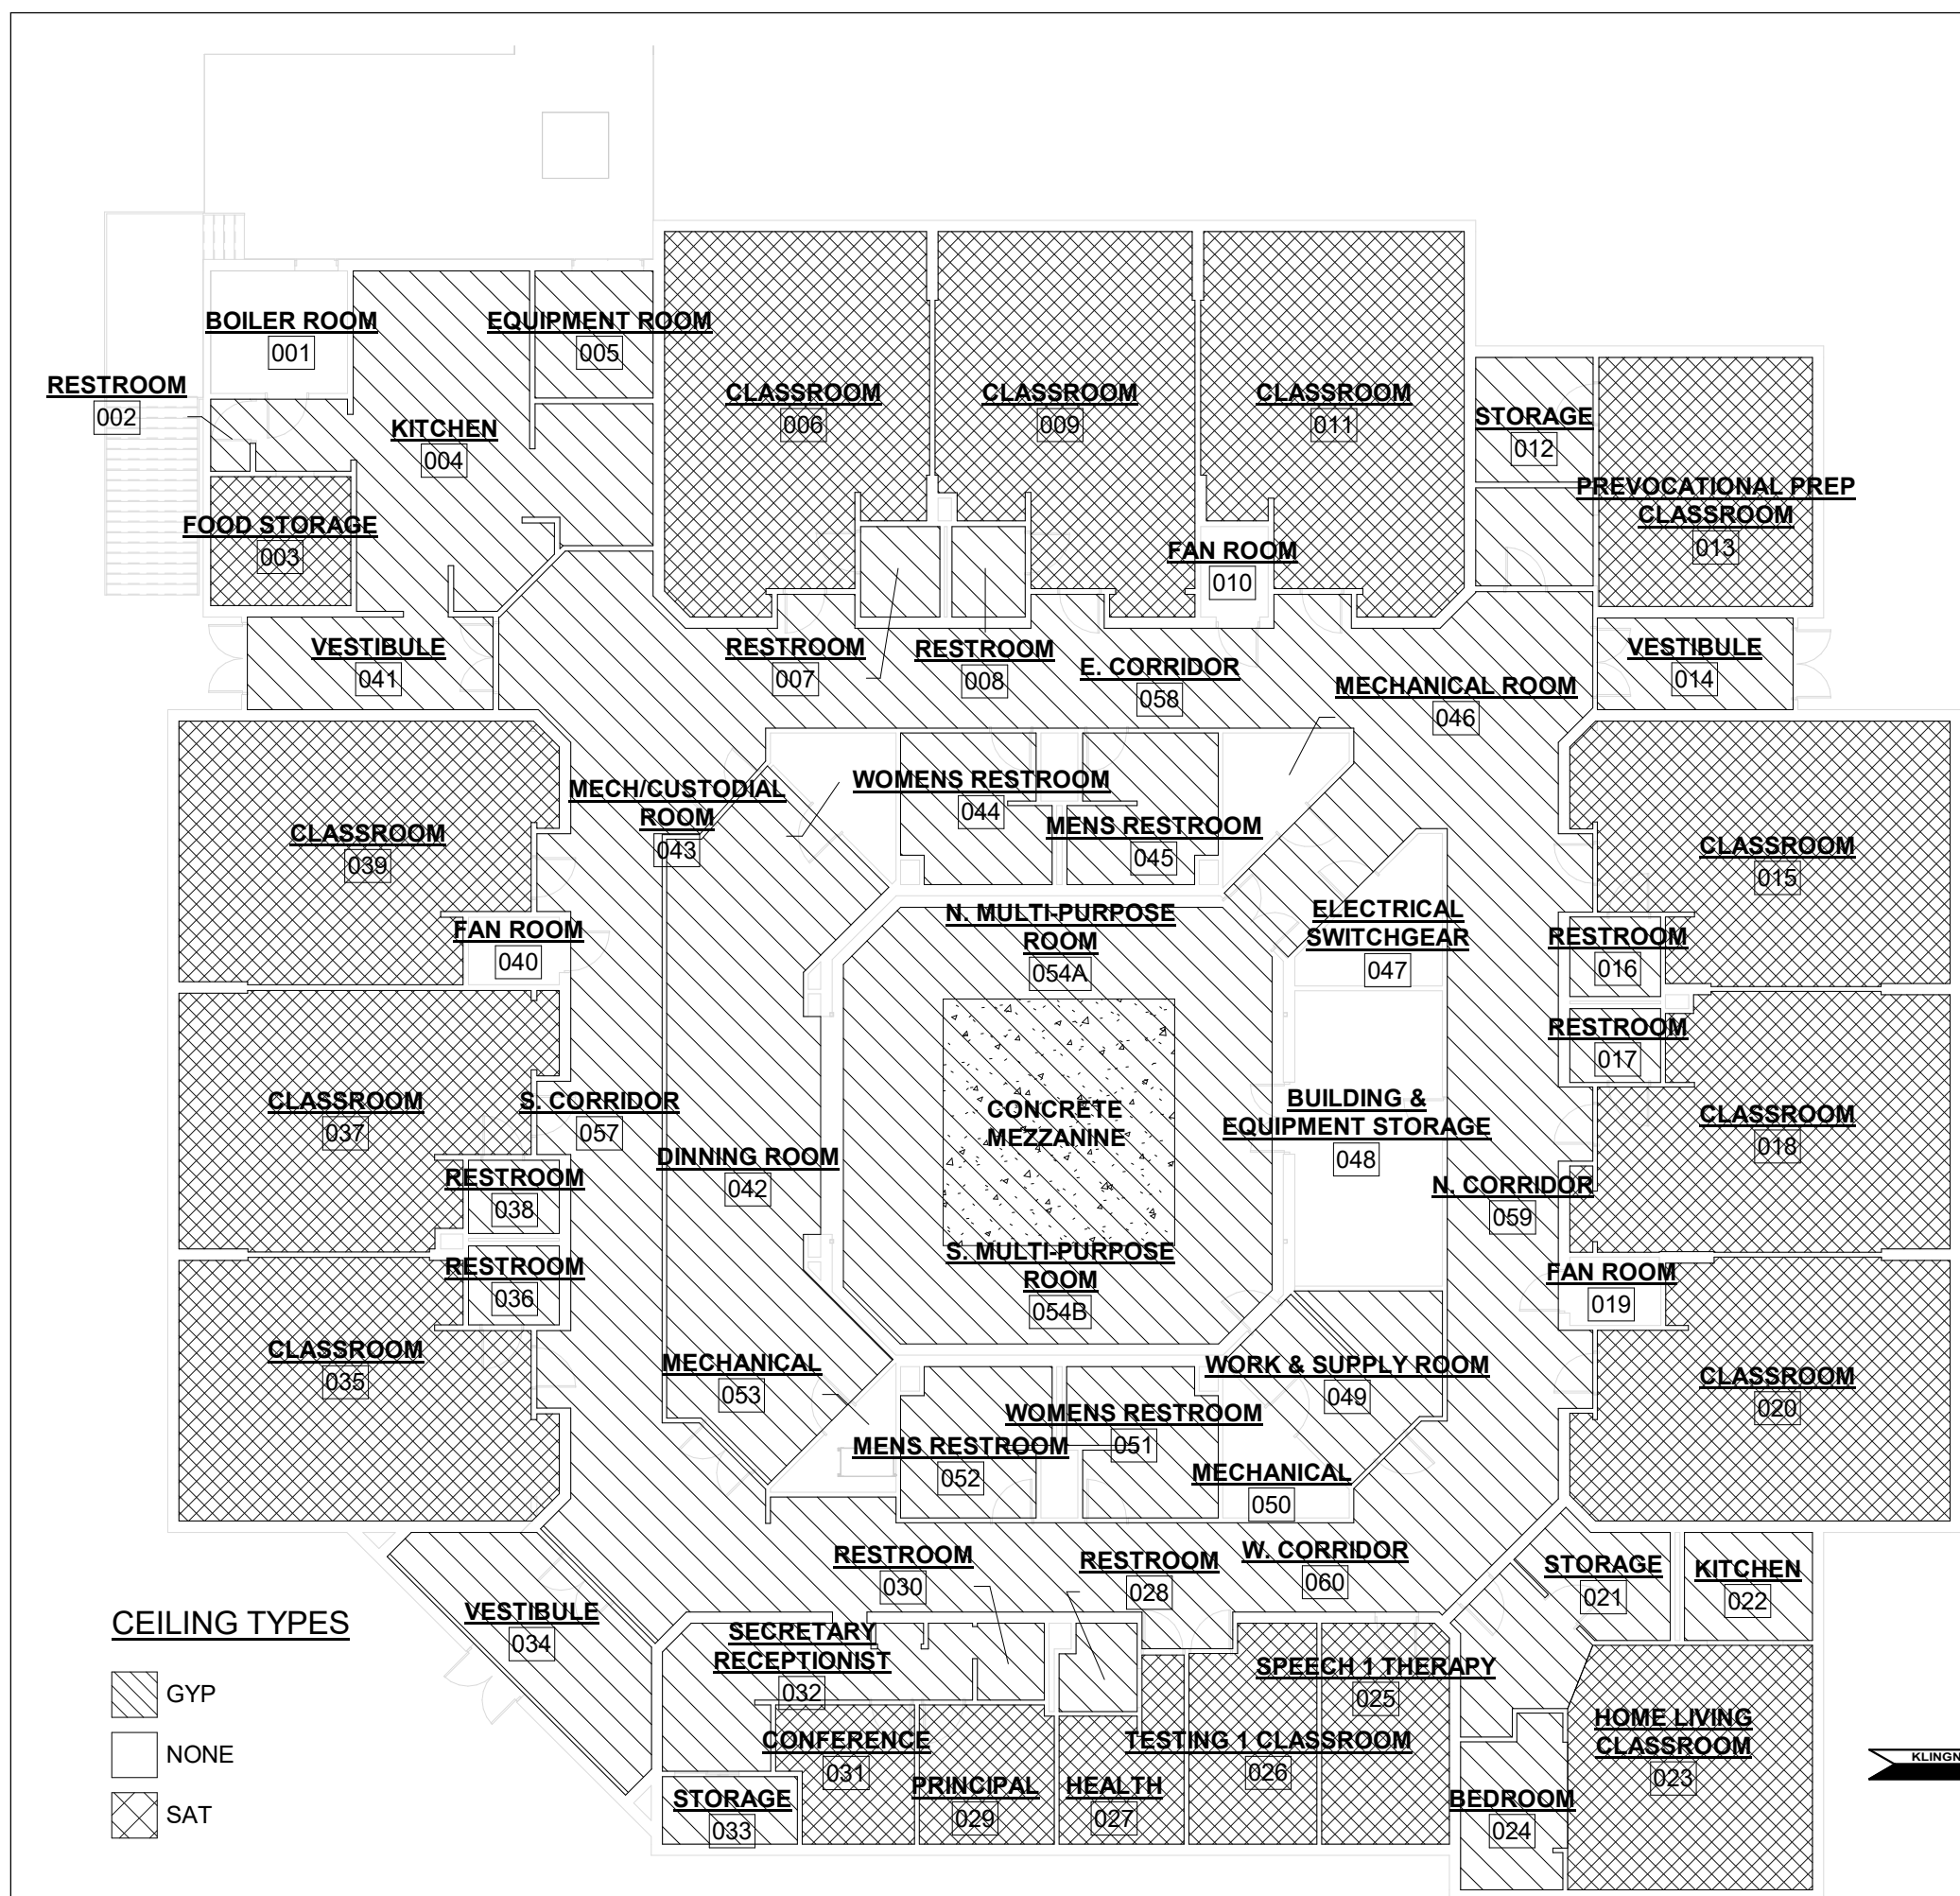 BOILER ROOM
001
EQUIPMENT ROOM
005
RESTROOM
002
KITCHEN
004
CLASSROOM
006
CLASSROOM
009
CLASSROOM
011
STORAGE
012
PREVOCATIONAL PREP
CLASSROOM
013
FOOD STORAGE
003
FAN ROOM
010
VESTIBULE
041
RESTROOM
007
RESTROOM
008
E. CORRIDOR
058
MECHANICAL ROOM
046
VESTIBULE
014
MECH/CUSTODIAL
ROOM
043
WOMENS RESTROOM
044
MENS RESTROOM
045
CLASSROOM
039
CLASSROOM
015
FAN ROOM
040
N. MULTI-PURPOSE
ROOM
054A
ELECTRICAL
SWITCHGEAR
047
RESTROOM
016
RESTROOM
017
CLASSROOM
037
S. CORRIDOR
057
CONCRETE
MEZZANINE
BUILDING &
EQUIPMENT STORAGE
048
CLASSROOM
018
DINNING ROOM
042
RESTROOM
038
N. CORRIDOR
059
RESTROOM
036
S. MULTI-PURPOSE
ROOM
054B
FAN ROOM
019
CLASSROOM
035
MECHANICAL
053
WORK & SUPPLY ROOM
049
CLASSROOM
020
WOMENS RESTROOM
051
MENS RESTROOM
052
MECHANICAL
050
RESTROOM
030
RESTROOM
028
W. CORRIDOR
060
STORAGE
021
KITCHEN
022
VESTIBULE
034
SECRETARY
RECEPTIONIST
032
SPEECH 1 THERAPY
025
CONFERENCE
031
TESTING 1 CLASSROOM
026
HOME LIVING
CLASSROOM
023
PRINCIPAL
029
HEALTH
027
STORAGE
033
BEDROOM
024
CEILING TYPES
GYP
NONE
SAT